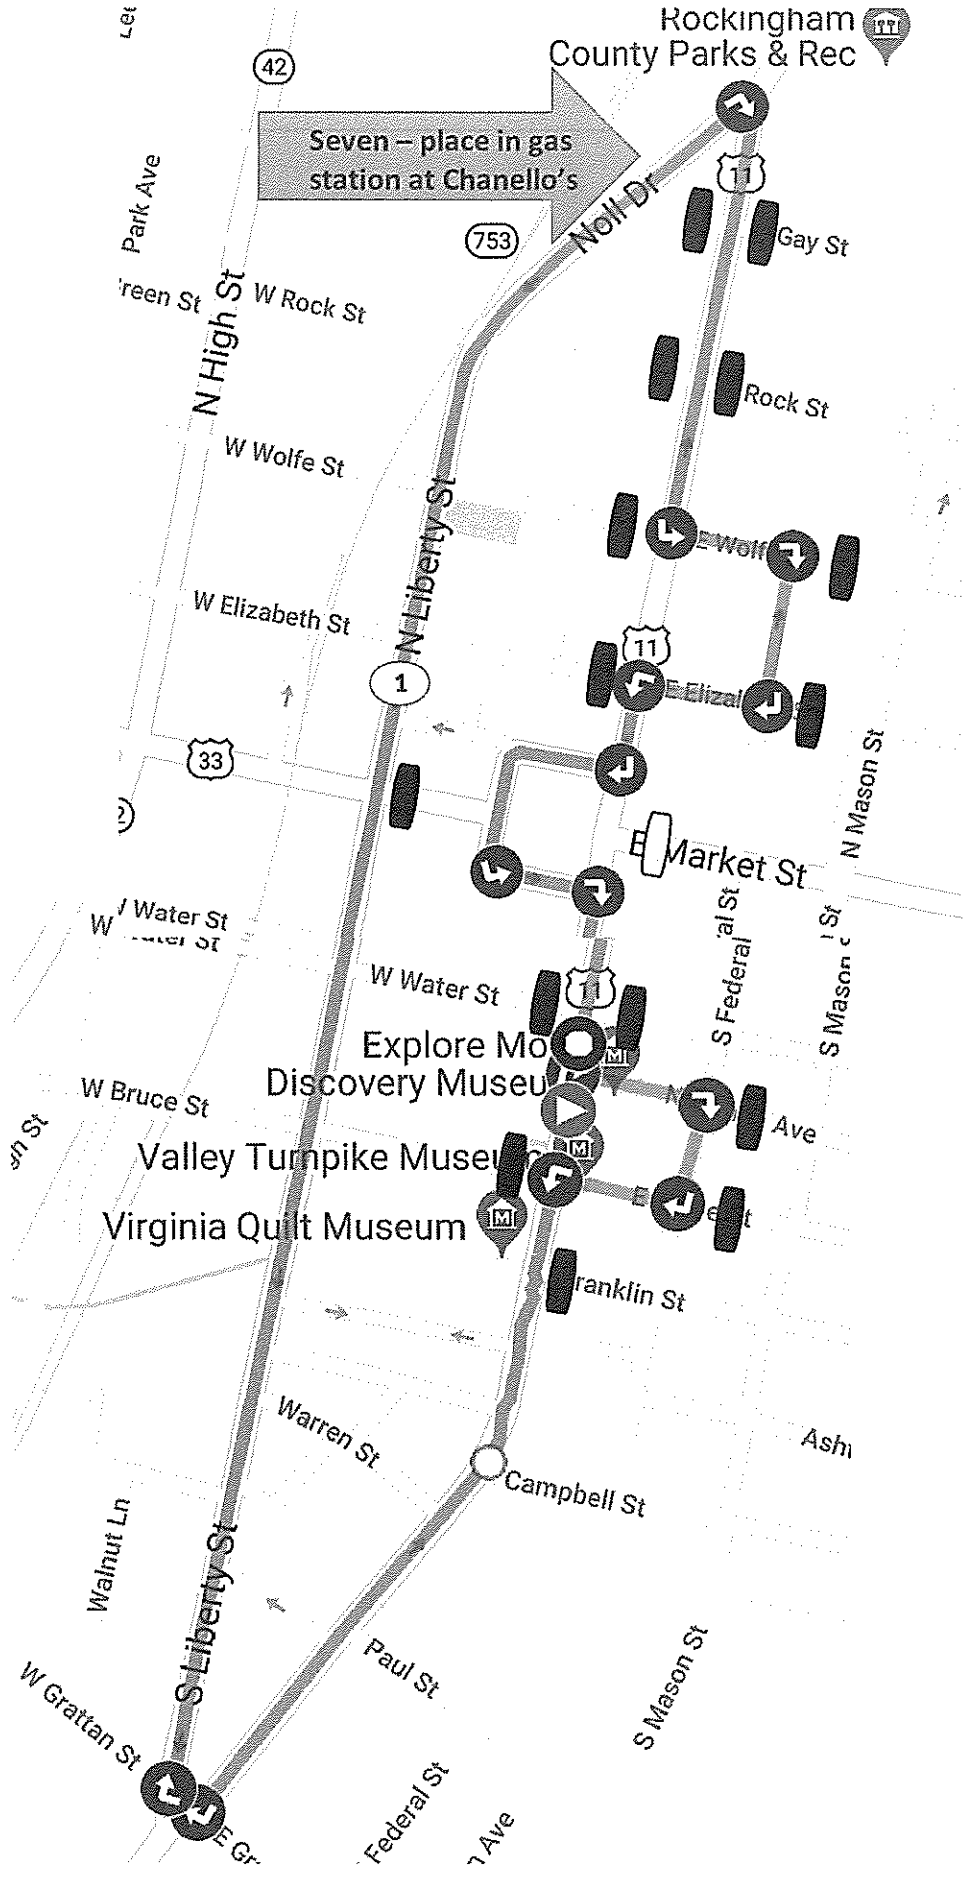 Rockingham
County Parks & Rec
42
Seven – place in gas
station at Chanello's
11
Park Ave
Noll Dr
753
Gay St
W Rock St
N High St
Rock St
W Wolfe St
N Liberty St
W Elizabeth St
11
1
33
N Mason St
Market St
W Water St
W Water St
11
S Federal
S Mason
Explore Mo
Discovery Museu
W Bruce St
Ave
Valley Turnpike Museu
Virginia Quilt Museum
ranklin St
Warren St
Campbell St
Walnut Ln
S Liberty St
Paul St
S Mason St
W Grattan St
E Gr
Federal St
Ave